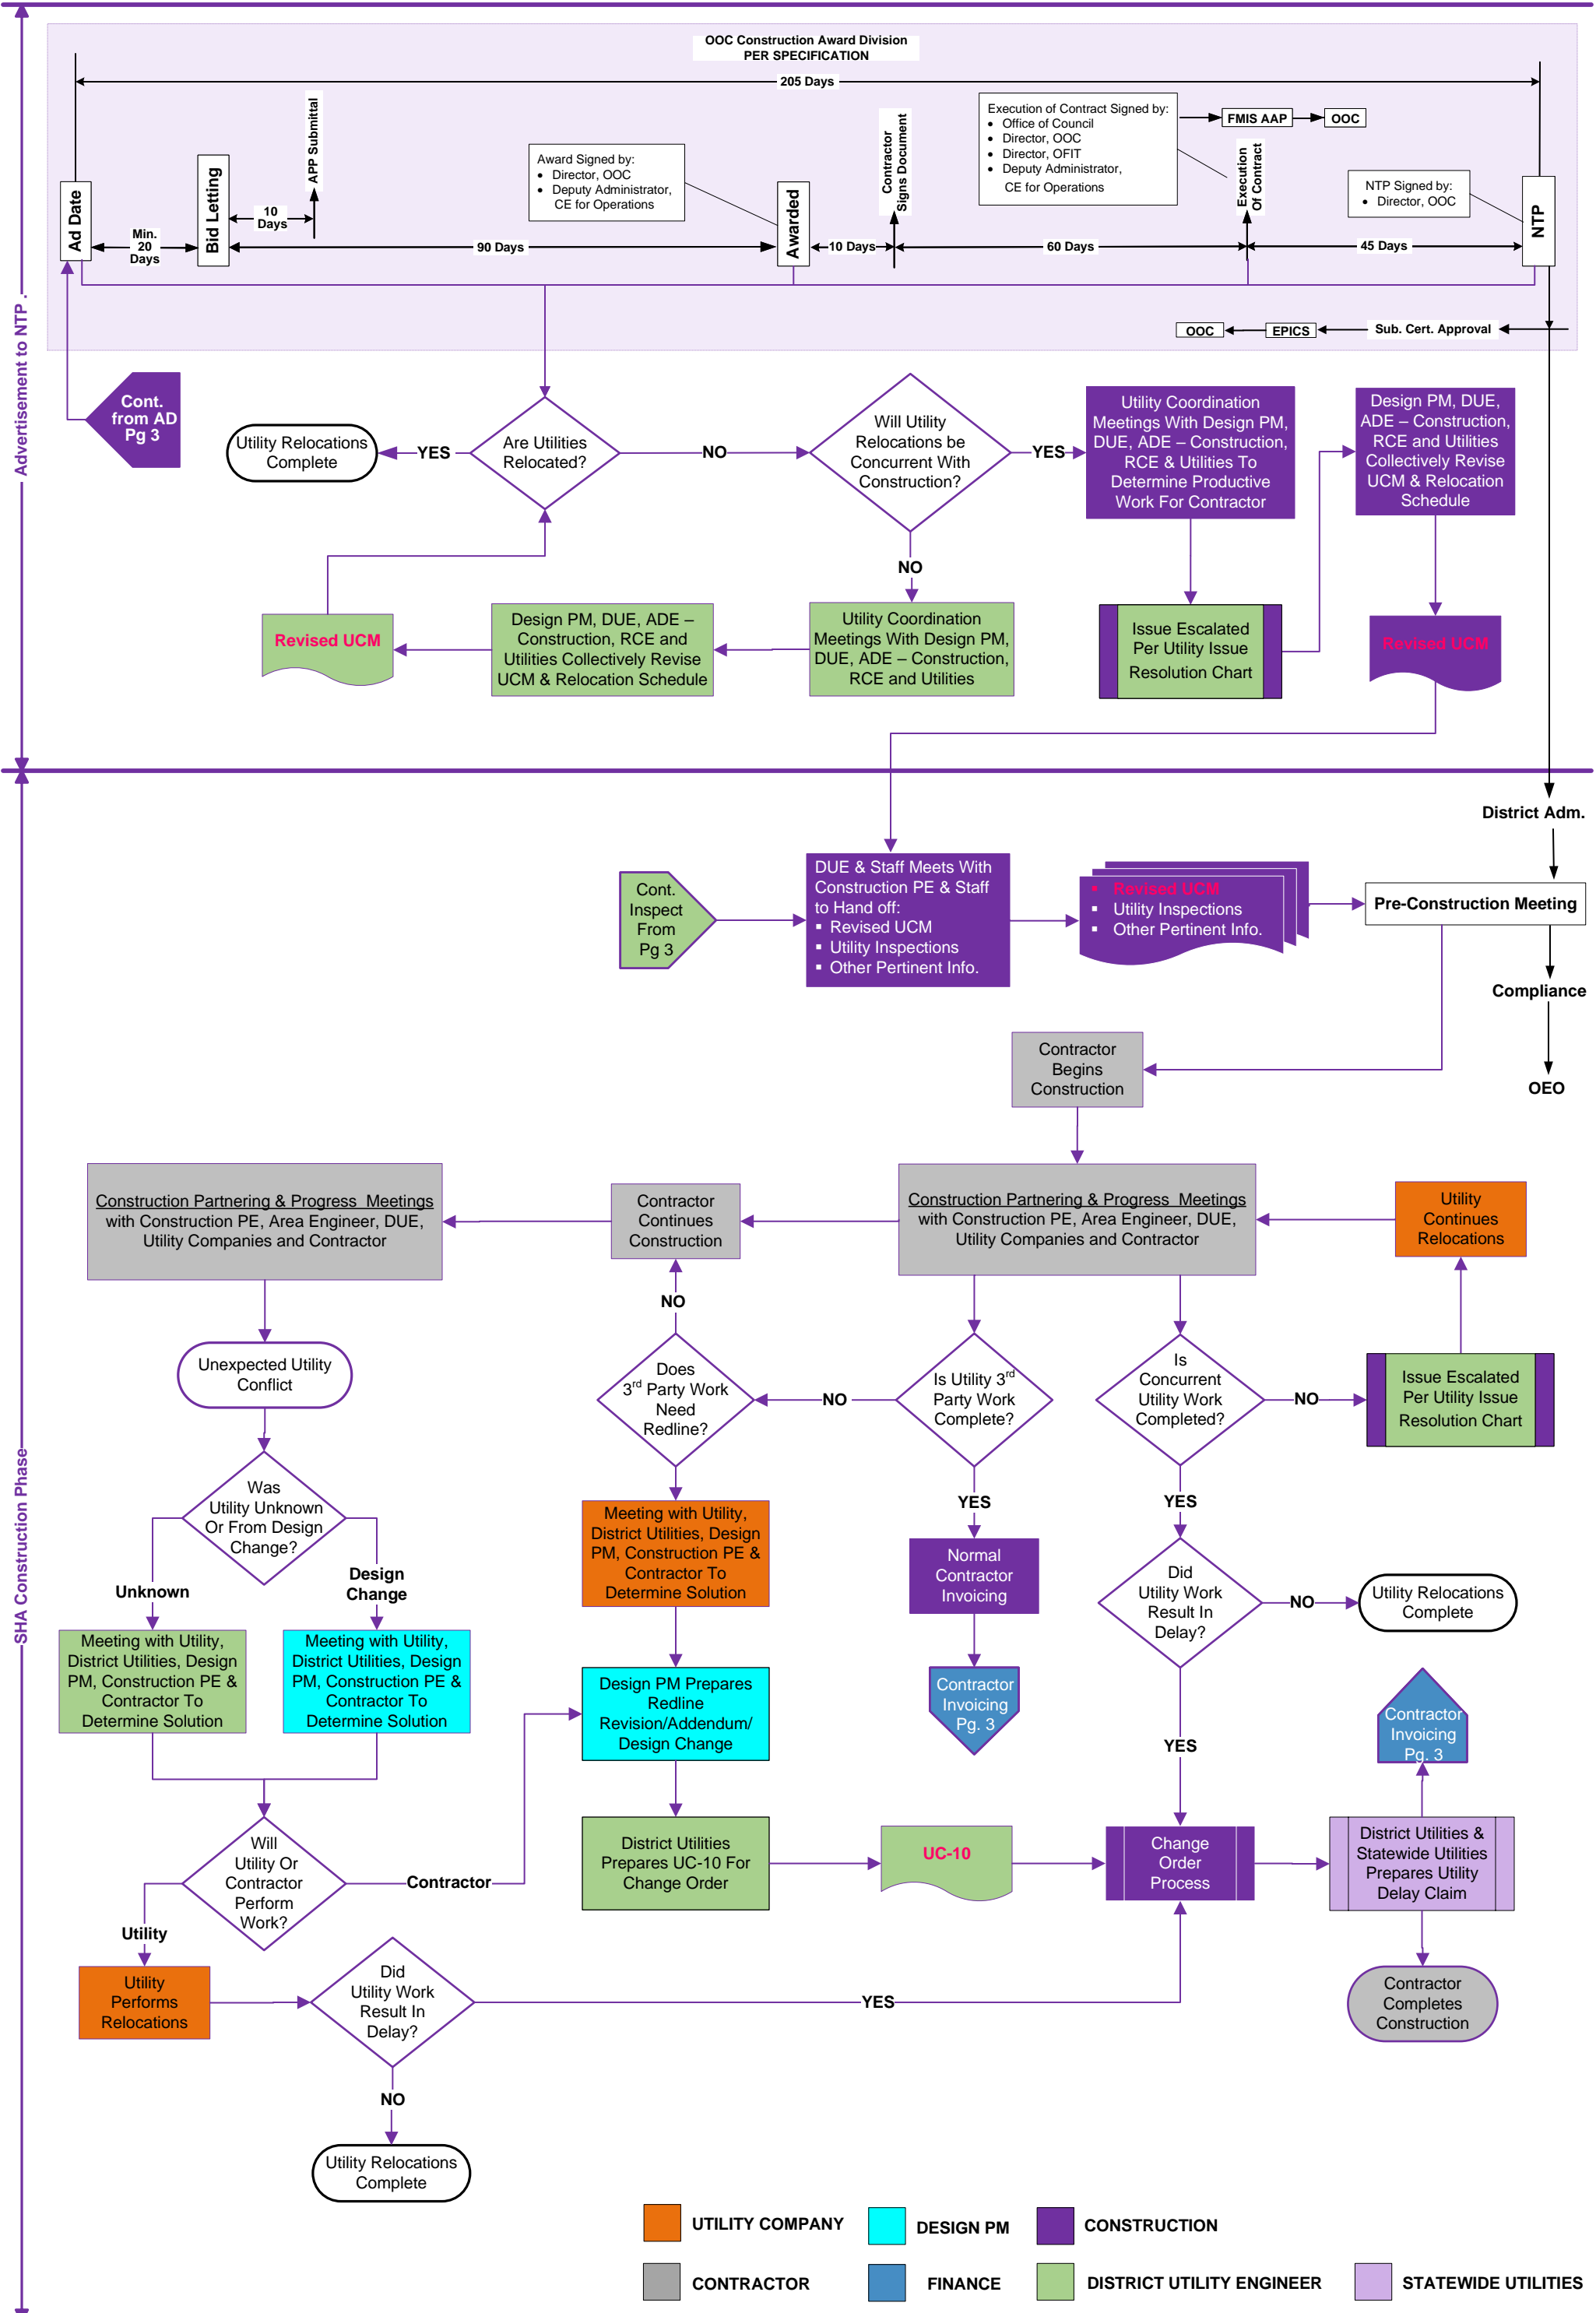 OOC Construction Award Division
PER SPECIFICATION
205 Days
Ad Date
Min.
20
Days
Bid Letting
10
Days
APP Submittal
90 Days
Award Signed by:
• Director, OOC
• Deputy Administrator,
CE for Operations
Awarded
10 Days
Contractor
Signs Document
60 Days
Execution of Contract Signed by:
• Office of Council
• Director, OOC
• Director, OFIT
• Deputy Administrator,
CE for Operations
FMIS AAP
OOC
Execution
Of Contract
45 Days
NTP Signed by:
• Director, OOC
NTP
OOC
EPICS
Sub. Cert. Approval
Advertisement to NTP .
Cont.
from AD
Pg 3
Utility Relocations
Complete
YES
Are Utilities
Relocated?
NO
Will Utility
Relocations be
Concurrent With
Construction?
YES
Utility Coordination
Meetings With Design PM,
DUE, ADE – Construction,
RCE & Utilities To
Determine Productive
Work For Contractor
Design PM, DUE,
ADE – Construction,
RCE and Utilities
Collectively Revise
UCM & Relocation
Schedule
NO
Revised UCM
Design PM, DUE, ADE –
Construction, RCE and
Utilities Collectively Revise
UCM & Relocation Schedule
Utility Coordination
Meetings With Design PM,
DUE, ADE – Construction,
RCE and Utilities
Issue Escalated
Per Utility Issue
Resolution Chart
Revised UCM
SHA Construction Phase
District Adm.
Cont.
Inspect
From
Pg 3
DUE & Staff Meets With
Construction PE & Staff
to Hand off:
▪ Revised UCM
▪ Utility Inspections
▪ Other Pertinent Info.
▪ Revised UCM
▪ Utility Inspections
▪ Other Pertinent Info.
Pre-Construction Meeting
Compliance
OEO
Contractor
Begins
Construction
Construction Partnering & Progress Meetings
with Construction PE, Area Engineer, DUE,
Utility Companies and Contractor
Contractor
Continues
Construction
Construction Partnering & Progress Meetings
with Construction PE, Area Engineer, DUE,
Utility Companies and Contractor
Utility
Continues
Relocations
NO
Unexpected Utility
Conflict
Does
3rd Party Work
Need
Redline?
NO
Is Utility 3rd
Party Work
Complete?
Is
Concurrent
Utility Work
Completed?
NO
Issue Escalated
Per Utility Issue
Resolution Chart
Was
Utility Unknown
Or From Design
Change?
Unknown
Design
Change
Meeting with Utility,
District Utilities, Design
PM, Construction PE &
Contractor To
Determine Solution
YES
YES
Normal
Contractor
Invoicing
Did
Utility Work
Result In
Delay?
NO
Utility Relocations
Complete
Meeting with Utility,
District Utilities, Design
PM, Construction PE &
Contractor To
Determine Solution
Meeting with Utility,
District Utilities, Design
PM, Construction PE &
Contractor To
Determine Solution
Design PM Prepares
Redline
Revision/Addendum/
Design Change
Contractor
Invoicing
Pg. 3
YES
Contractor
Invoicing
Pg. 3
Will
Utility Or
Contractor
Perform
Work?
Contractor
Utility
District Utilities
Prepares UC-10 For
Change Order
UC-10
Change
Order
Process
District Utilities &
Statewide Utilities
Prepares Utility
Delay Claim
Utility
Performs
Relocations
Did
Utility Work
Result In
Delay?
YES
Contractor
Completes
Construction
NO
Utility Relocations
Complete
UTILITY COMPANY
DESIGN PM
CONSTRUCTION
CONTRACTOR
FINANCE
DISTRICT UTILITY ENGINEER
STATEWIDE UTILITIES